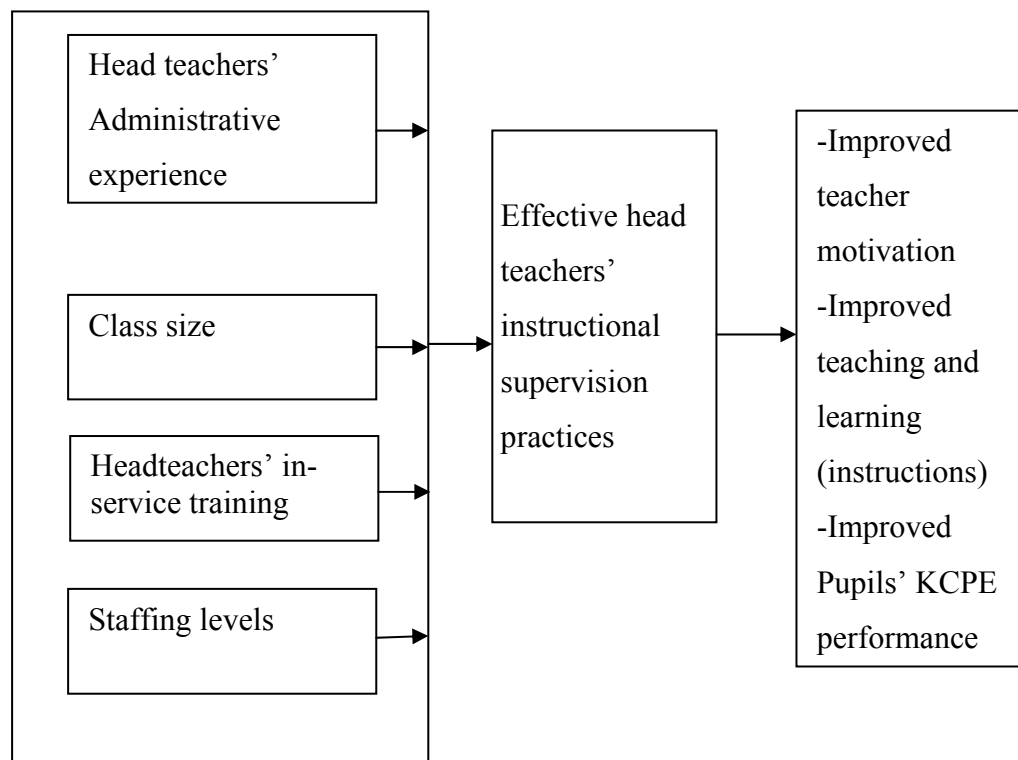 Head teachers’
Administrative
experience
Class size
Headteachers’ in-
service training
Staffing levels
Effective head
teachers’
instructional
supervision
practices
-Improved
teacher
motivation
-Improved
teaching and
learning
(instructions)
-Improved
Pupils’ KCPE
performance